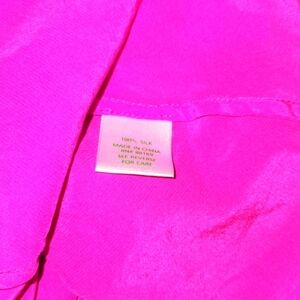 100% SILK
MADE IN CHINA
SEE REVERSE
FOR CARE